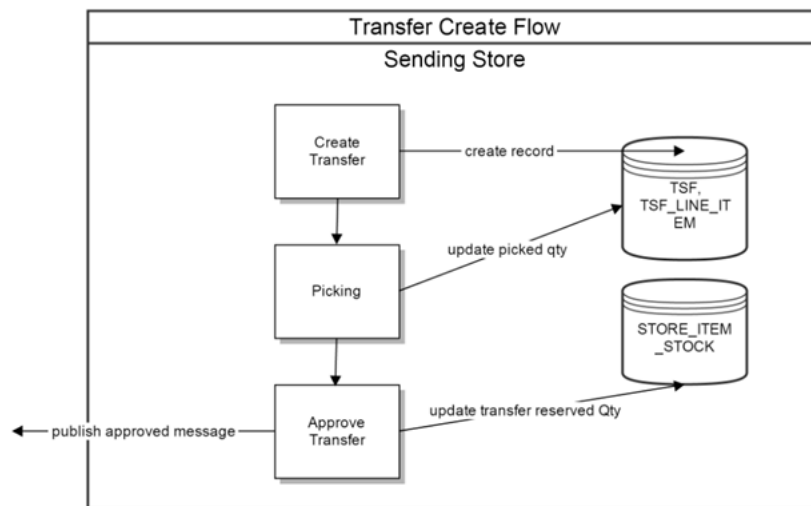 Transfer Create Flow
Sending Store
Create
Transfer
create record
TSF,
TSF_LINE_IT
EM
update picked qty
Picking
STORE_ITEM
_STOCK
Approve
Transfer
update transfer reserved Qty
publish approved message